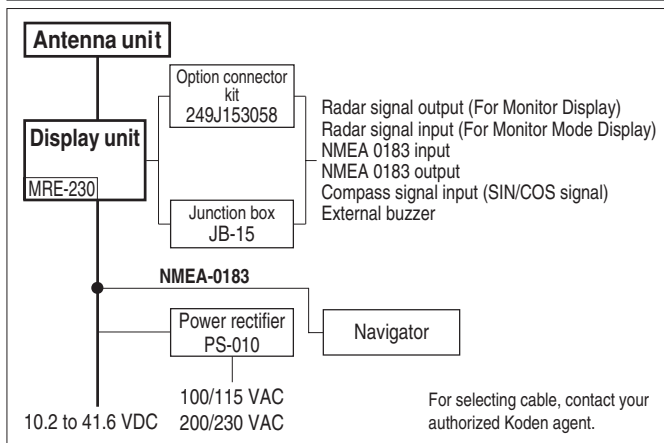 Antenna unit
Option connector
kit
249J153058
Display unit
MRE-230
Junction box
JB-15
Radar signal output (For Monitor Display)
Radar signal input (For Monitor Mode Display)
NMEA 0183 input
NMEA 0183 output
Compass signal input (SIN/COS signal)
External buzzer
NMEA-0183
Power rectifier
PS-010
Navigator
10.2 to 41.6 VDC
100/115 VAC
200/230 VAC
For selecting cable, contact your
authorized Koden agent.